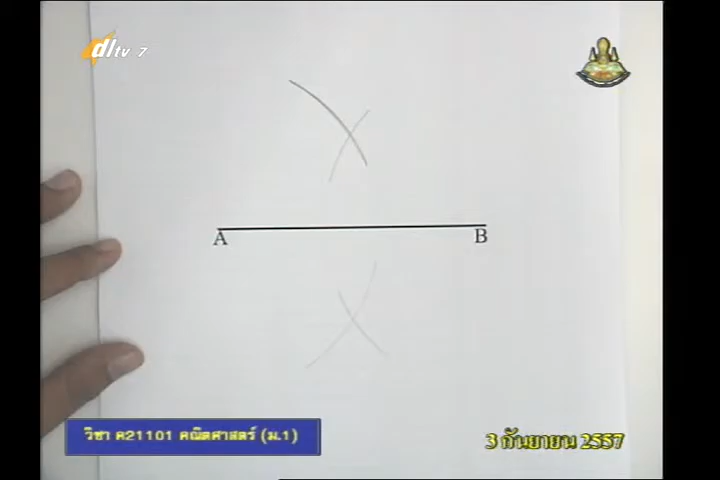 dltv 7
A
B
วิชา ค21101 คณิตศาสตร์ (ม.1)
3 กันยายน 2557